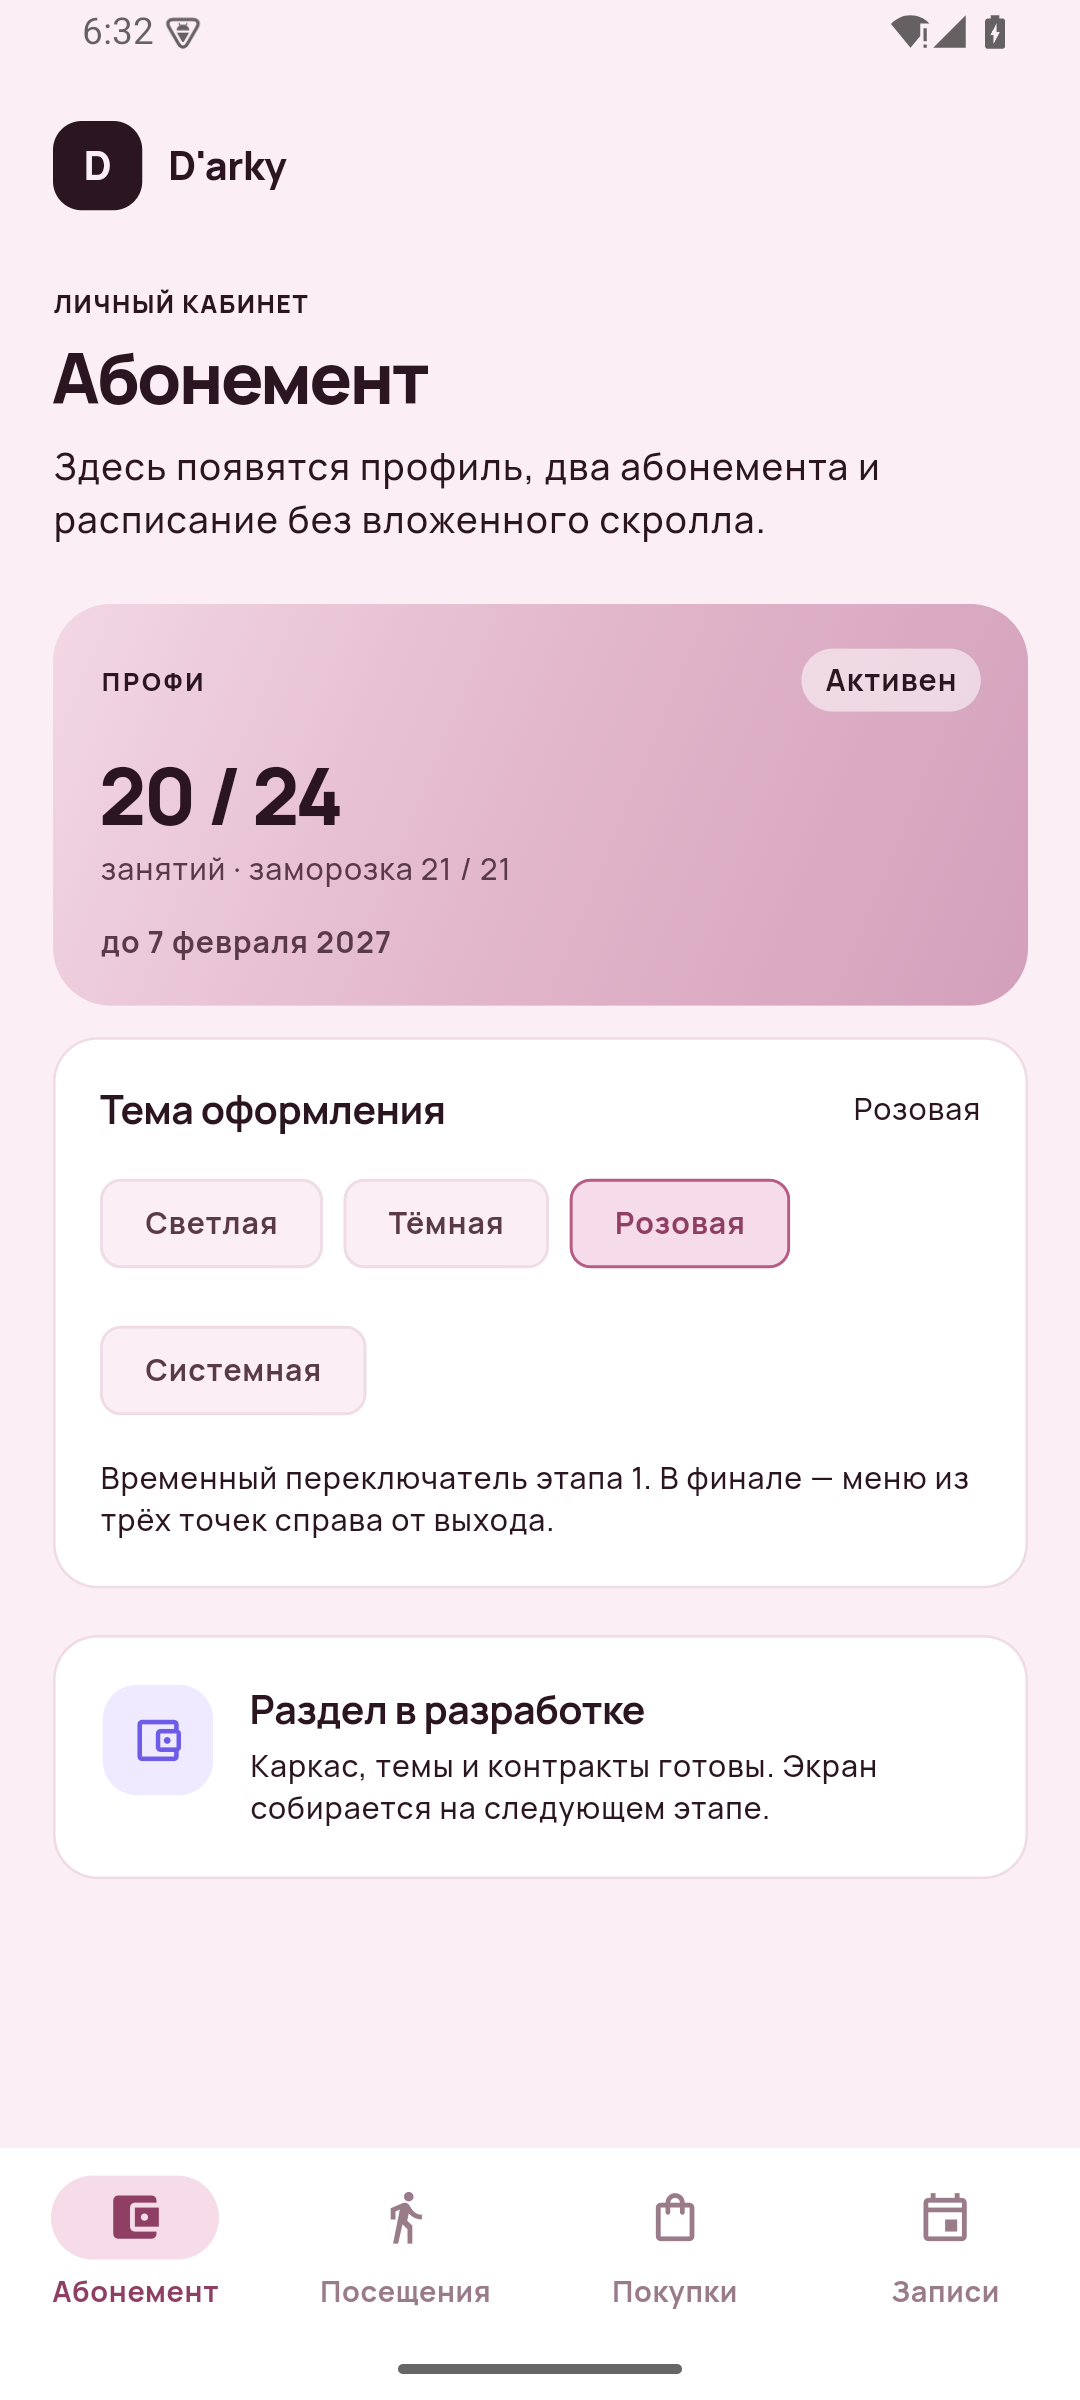 6:32
D
D'arky
ЛИЧНЫЙ КАБИНЕТ
Абонемент
Здесь появятся профиль, два абонемента и
расписание без вложенного скролла.
ПРОФИ
Активен
20 / 24
занятий · заморозка 21 / 21
до 7 февраля 2027
Тема оформления
Розовая
Светлая
Тёмная
Розовая
Системная
Временный переключатель этапа 1. В финале — меню из
трёх точек справа от выхода.
Раздел в разработке
Каркас, темы и контракты готовы. Экран
собирается на следующем этапе.
Абонемент
Посещения
Покупки
Записи